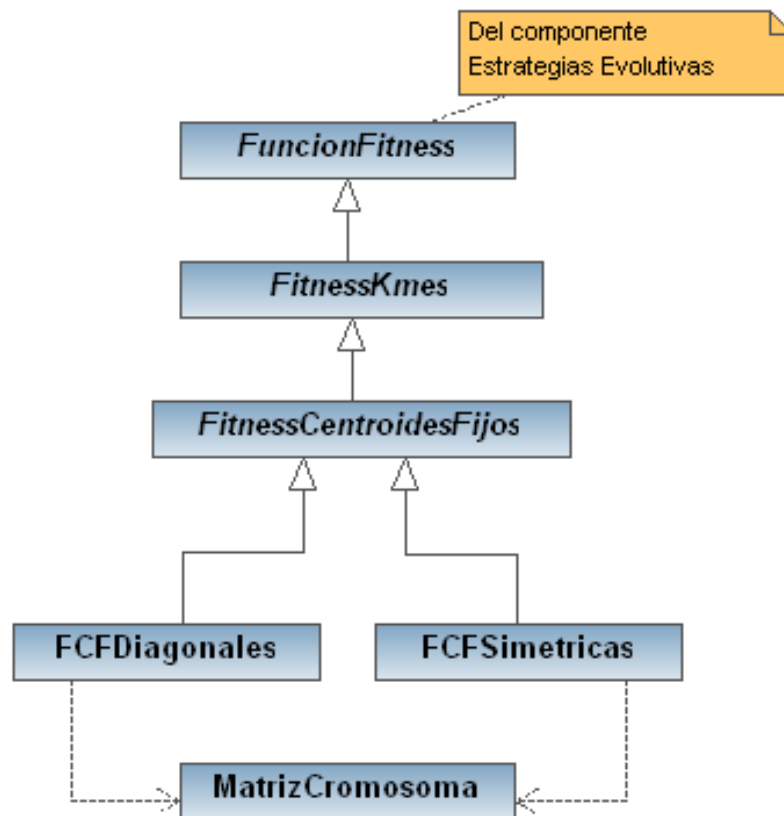 Del componente
Estrategias Evolutivas
FuncionFitness
FitnessKmes
FitnessCentroidesFijos
FCFDiagonales
FCFSimetricas
MatrizCromosoma